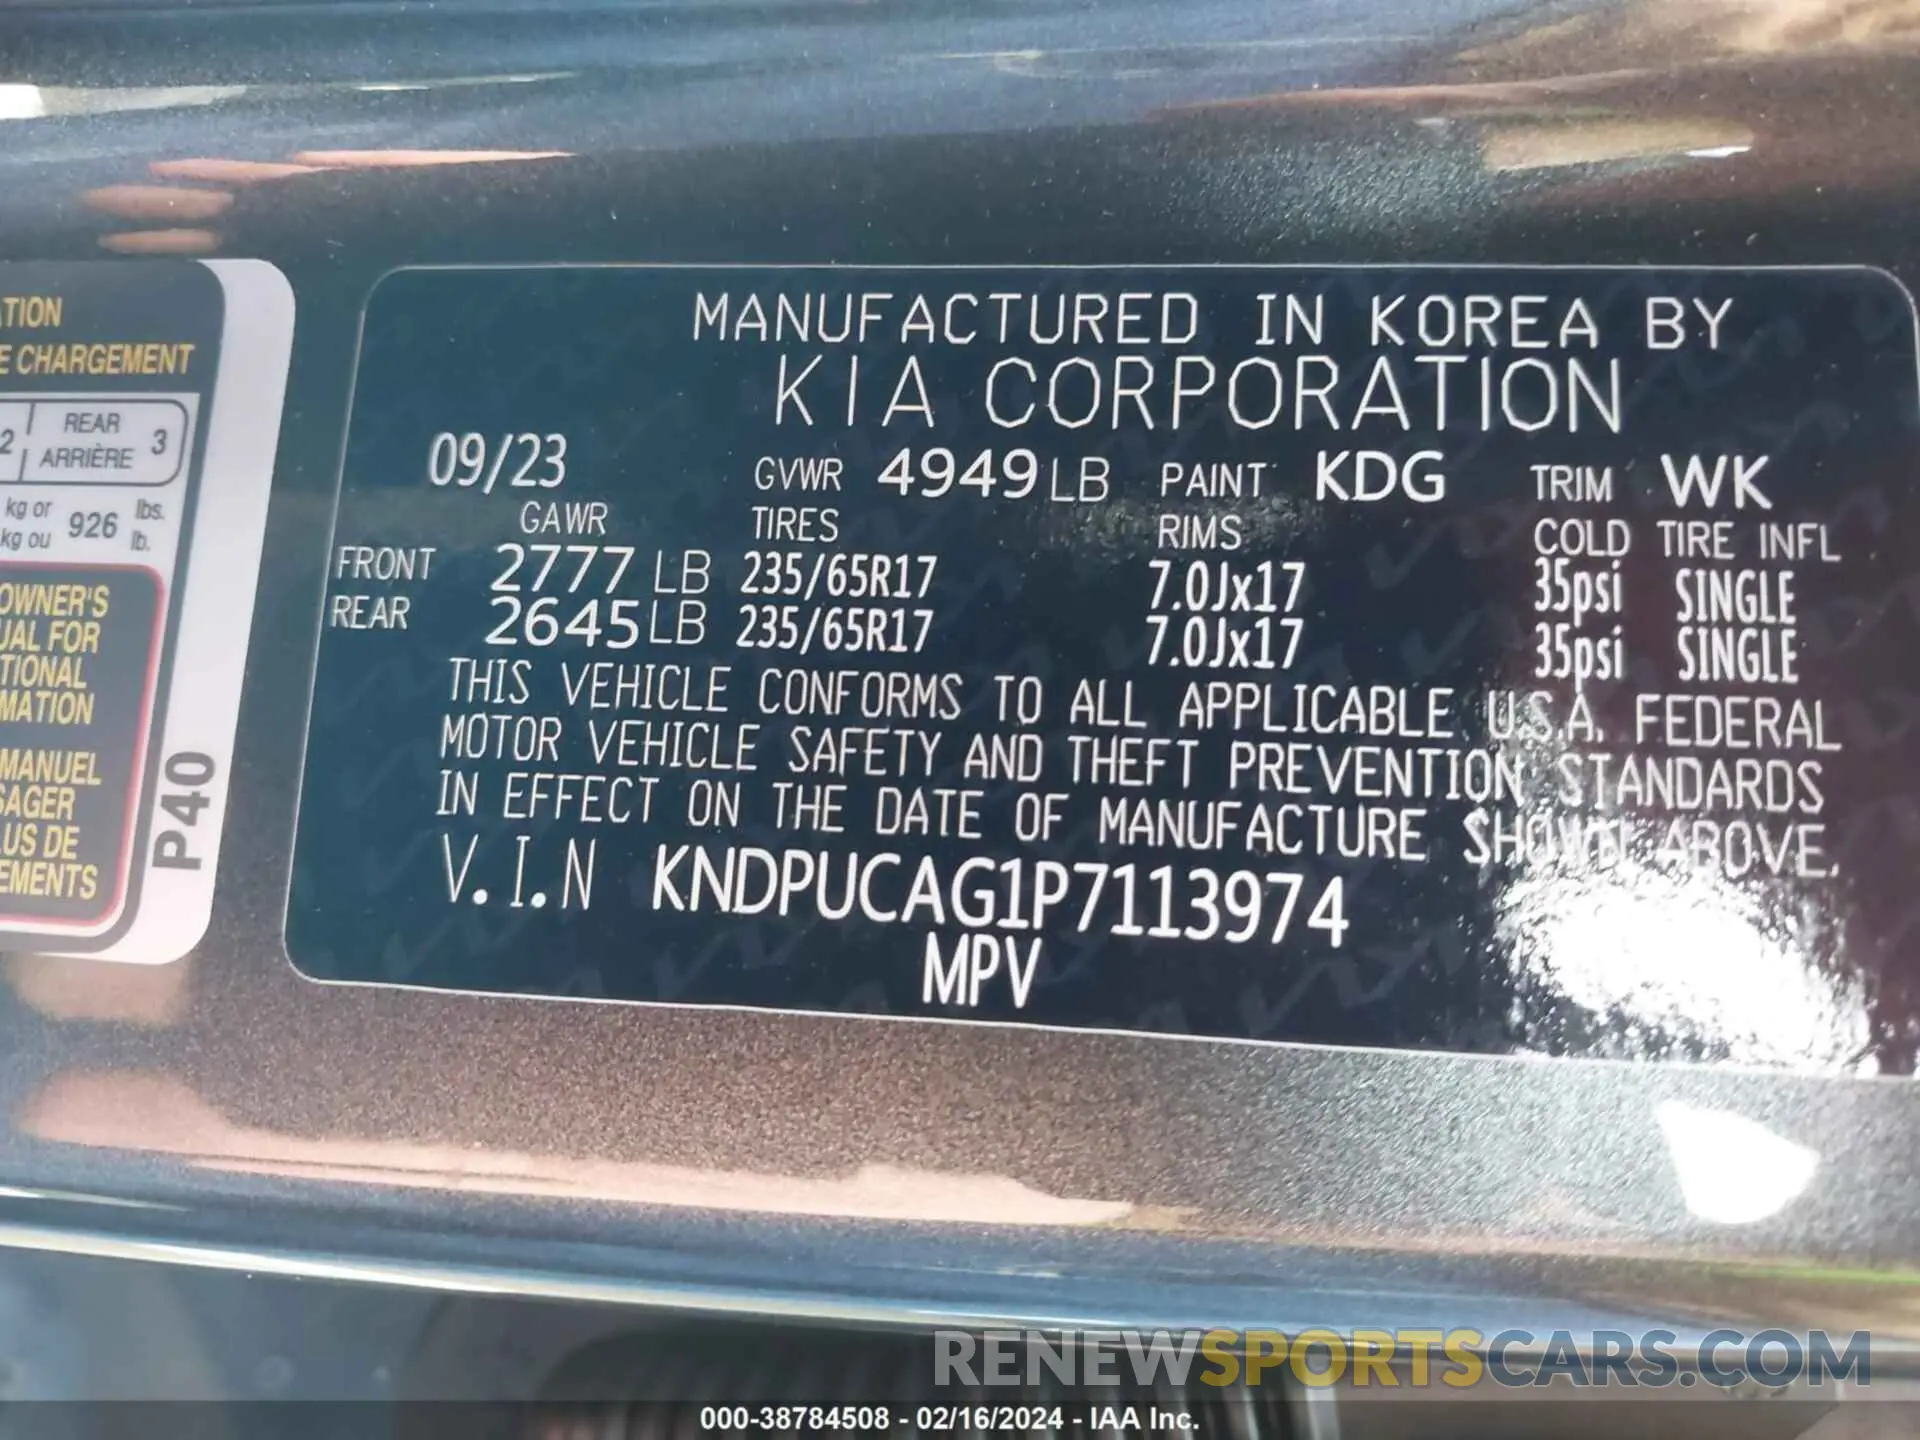 TION
E CHARGEMENT
2 REAR 3
ARRIÈRE
kg or 926 lbs.
kg ou lb.
OWNER'S
UAL FOR
TIONAL
MATION
MANUEL
SAGER
LUS DE
EMENTS
P40
MANUFACTURED IN KOREA BY
KIA CORPORATION
09/23 GVWR 4949 LB PAINT KDG TRIM WK
GAWR TIRES RIMS COLD TIRE INFL
FRONT 2777 LB 235/65R17 7.0Jx17 35psi SINGLE
REAR 2645 LB 235/65R17 7.0Jx17 35psi SINGLE
THIS VEHICLE CONFORMS TO ALL APPLICABLE U.S.A. FEDERAL
MOTOR VEHICLE SAFETY AND THEFT PREVENTION STANDARDS
IN EFFECT ON THE DATE OF MANUFACTURE SHOWN ABOVE.
V.I.N KNDPUCAG1P7113974
MPV
RENEWSPORTSCARS.COM
000-38784508 - 02/16/2024 - IAA Inc.